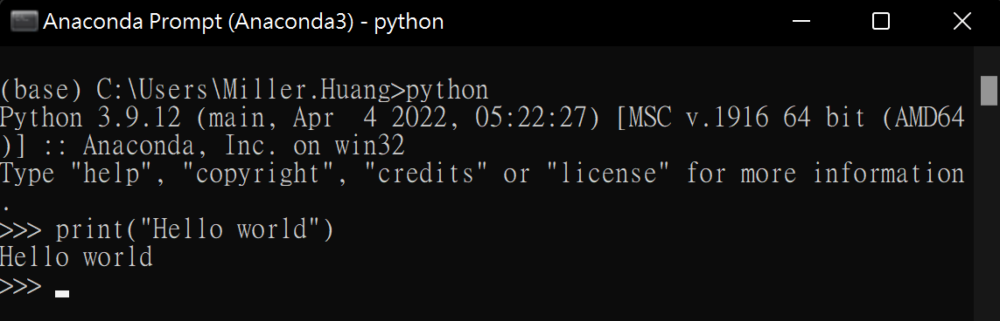 Anaconda Prompt (Anaconda3) - python
(base) C:\Users\Miller.Huang>python
Python 3.9.12 (main, Apr  4 2022, 05:22:27) [MSC v.1916 64 bit (AMD64
)] :: Anaconda, Inc. on win32
Type "help", "copyright", "credits" or "license" for more information
.
>>> print("Hello world")
Hello world
>>>